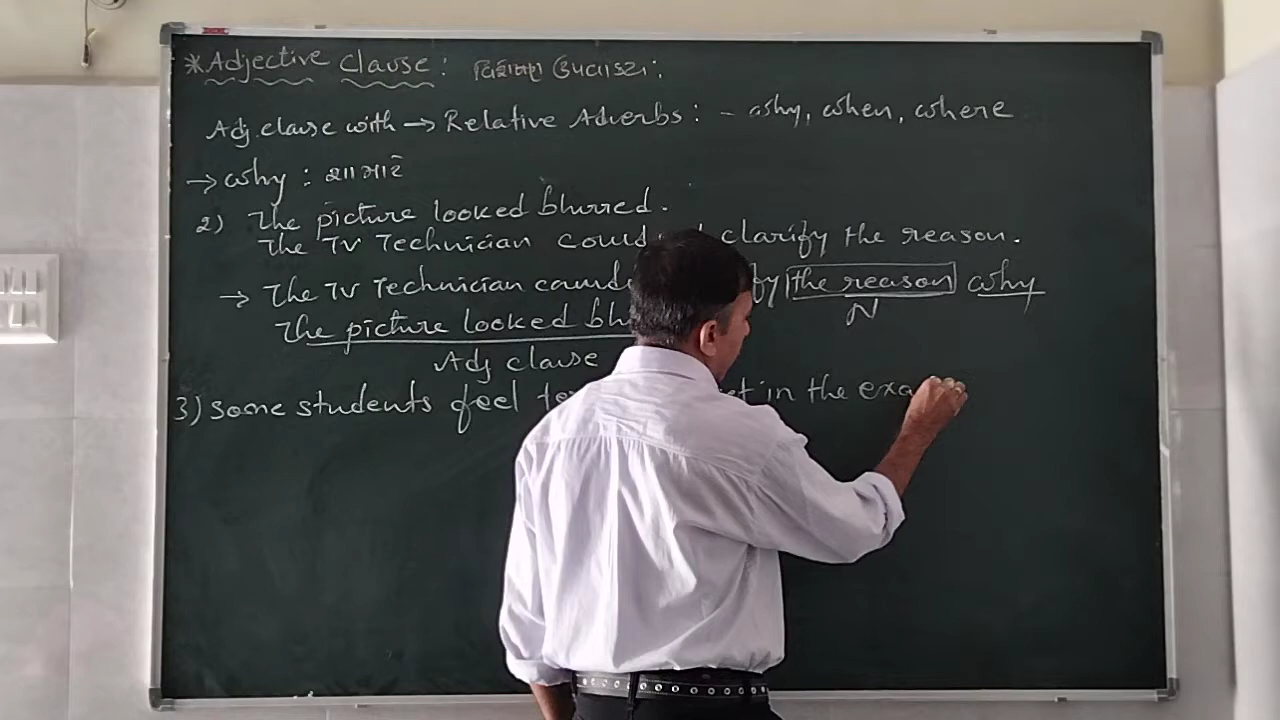 *Adjective clause: વિશેષણ ઉપવાક્ય:
Adj. clause with → Relative Adverbs: - why, when, where
→ why : શા માટે
2) The picture looked blurred.
The TV Technician clarify the reason.
→ The TV Technician the reason why
N
The picture looked
Adj clause
3) some students feel in the